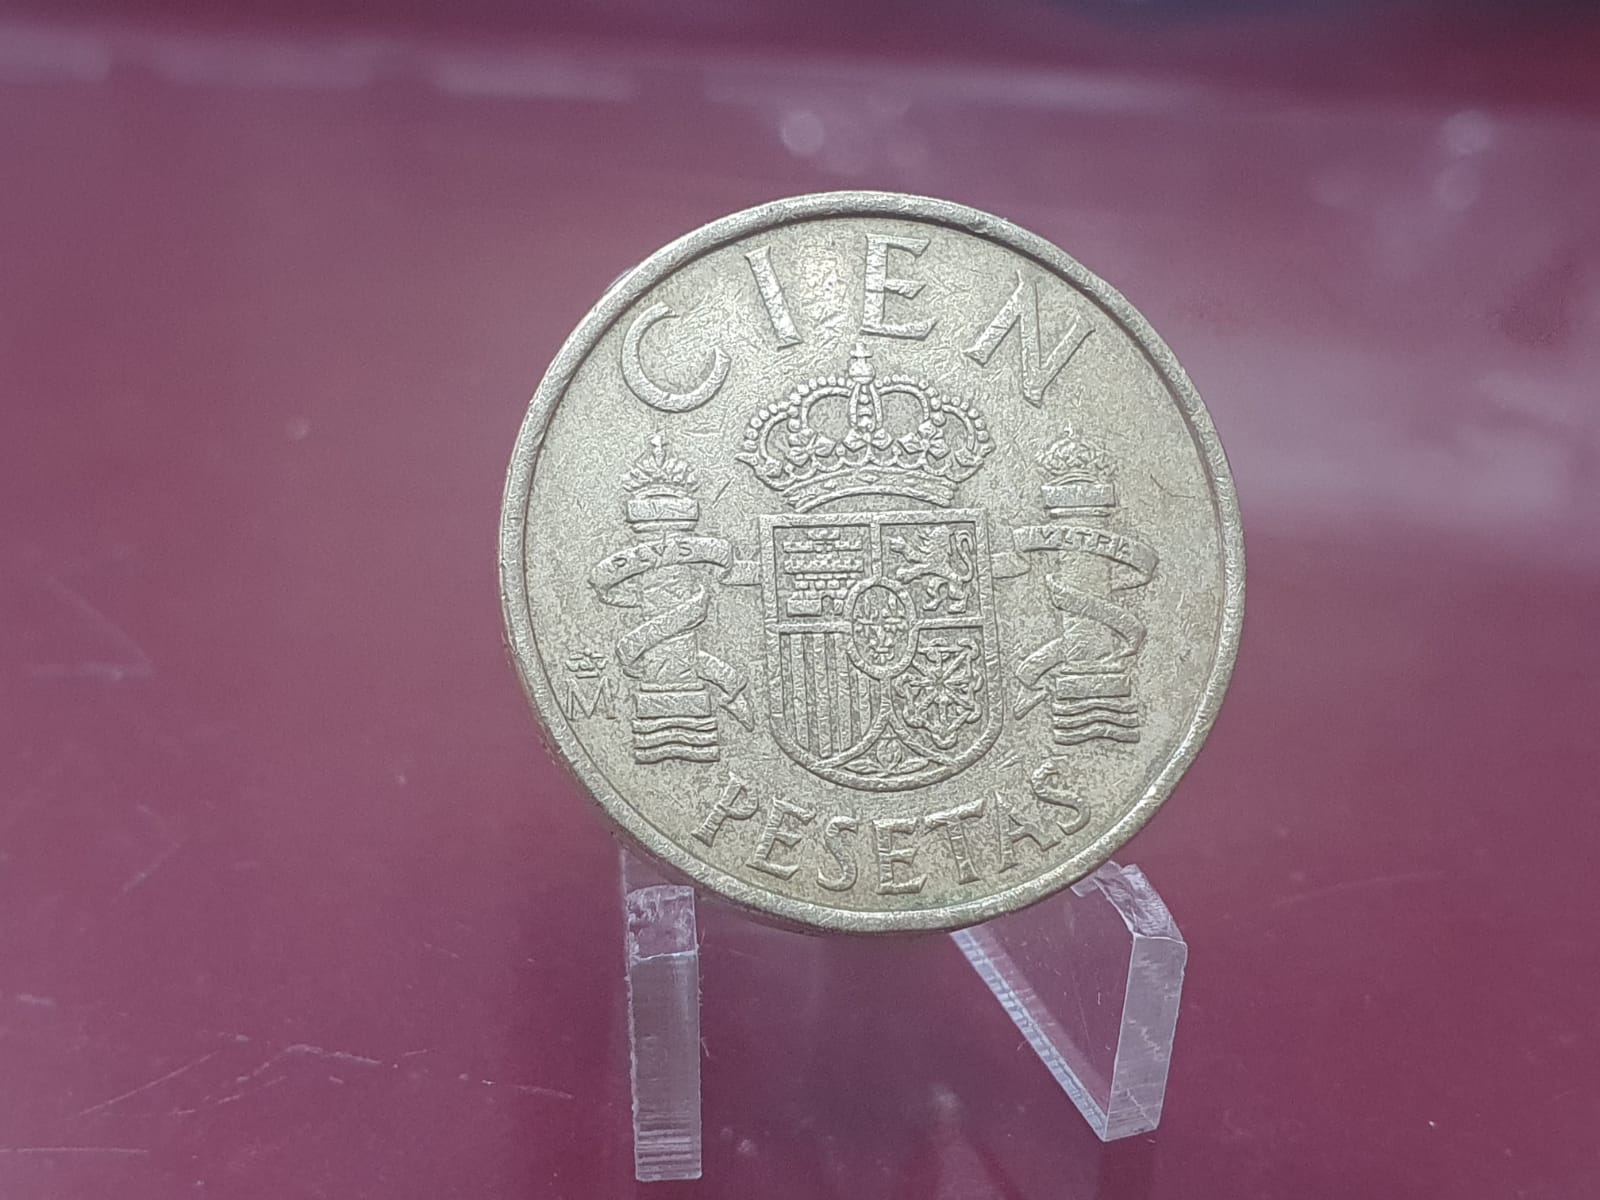 CIEN
PLVS VLTRA
M
PESETAS